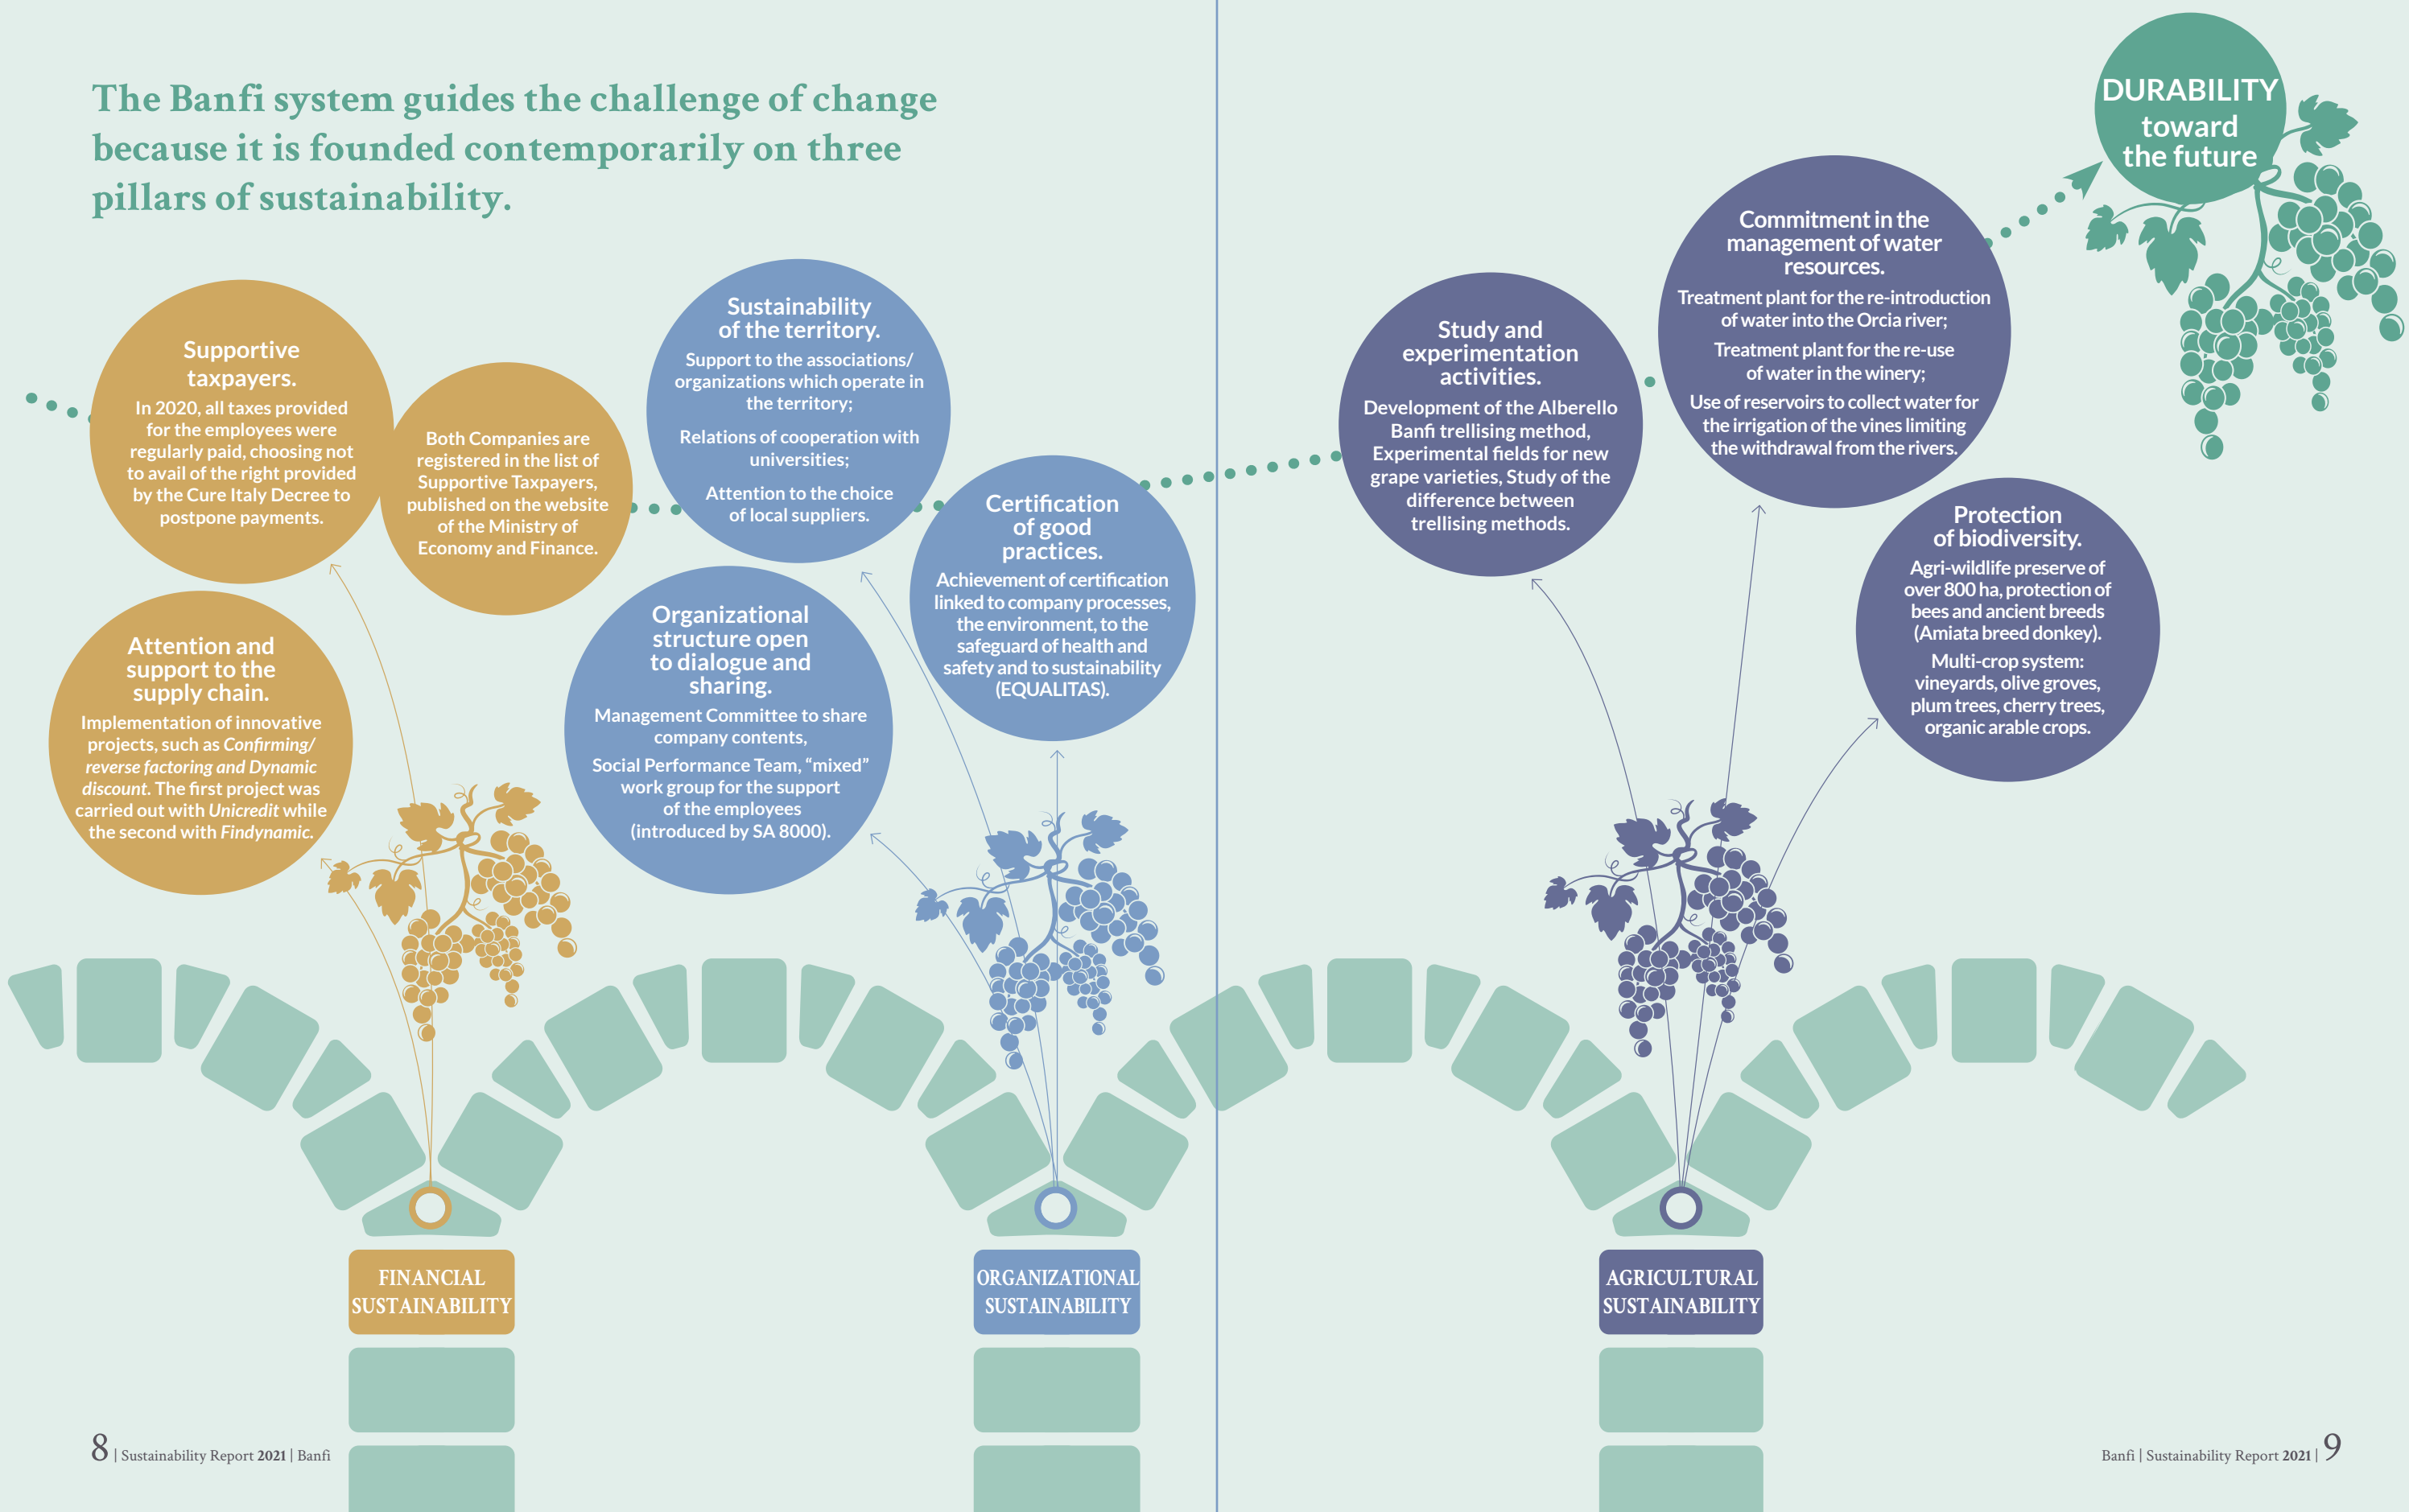 The Banfi system guides the challenge of change
because it is founded contemporarily on three
pillars of sustainability.
Supportive
taxpayers.
In 2020, all taxes provided
for the employees were
regularly paid, choosing not
to avail of the right provided
by the Cure Italy Decree to
postpone payments.
Both Companies are
registered in the list of
Supportive Taxpayers,
published on the website
of the Ministry of
Economy and Finance.
Attention and
support to the
supply chain.
Implementation of innovative
projects, such as Confirming/
reverse factoring and Dynamic
discount. The first project was
carried out with Unicredit while
the second with Findynamic.
Sustainability
of the territory.
Support to the associations/
organizations which operate in
the territory;
Relations of cooperation with
universities;
Attention to the choice
of local suppliers.
Organizational
structure open
to dialogue and
sharing.
Management Committee to share
company contents,
Social Performance Team, “mixed”
work group for the support
of the employees
(introduced by SA 8000).
Certification
of good
practices.
Achievement of certification
linked to company processes,
the environment, to the
safeguard of health and
safety and to sustainability
(EQUALITAS).
Study and
experimentation
activities.
Development of the Alberello
Banfi trellising method,
Experimental fields for new
grape varieties, Study of the
difference between
trellising methods.
Commitment in the
management of water
resources.
Treatment plant for the re-introduction
of water into the Orcia river;
Treatment plant for the re-use
of water in the winery;
Use of reservoirs to collect water for
the irrigation of the vines limiting
the withdrawal from the rivers.
Protection
of biodiversity.
Agri-wildlife preserve of
over 800 ha, protection of
bees and ancient breeds
(Amiata breed donkey).
Multi-crop system:
vineyards, olive groves,
plum trees, cherry trees,
organic arable crops.
DURABILITY
toward
the future
FINANCIAL
SUSTAINABILITY
ORGANIZATIONAL
SUSTAINABILITY
AGRICULTURAL
SUSTAINABILITY
8 | Sustainability Report 2021 | Banfi
Banfi | Sustainability Report 2021 | 9